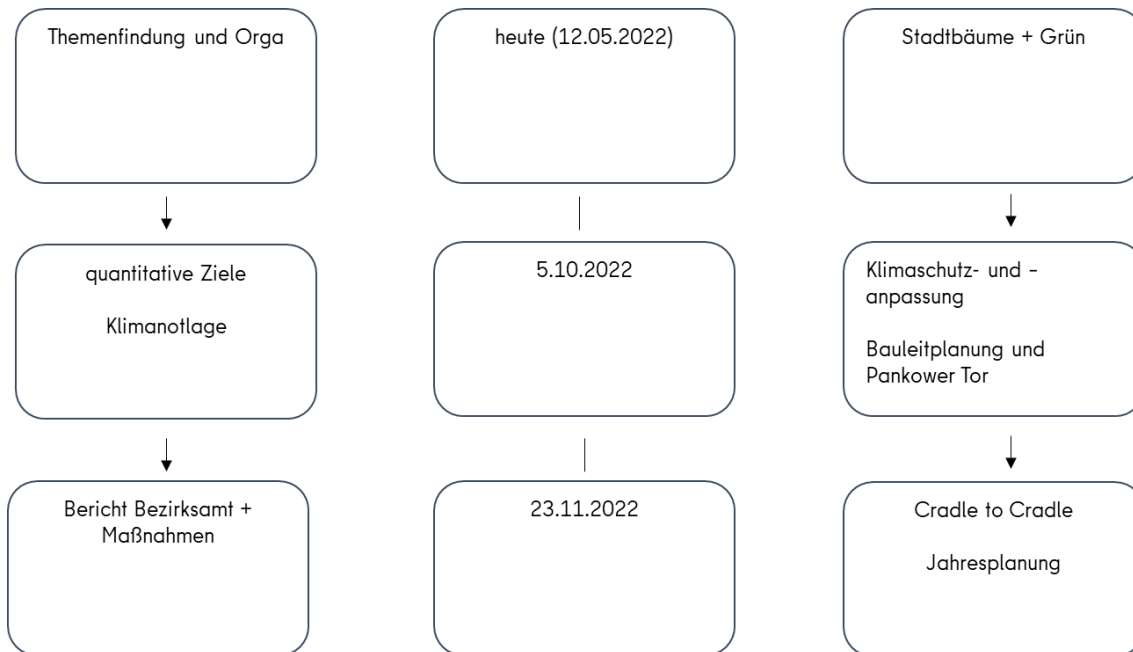 Themenfindung und Orga
heute (12.05.2022)
Stadtbäume + Grün
quantitative Ziele
Klimanotlage
5.10.2022
Klimaschutz- und –
anpassung
Bauleitplanung und
Pankower Tor
Bericht Bezirksamt +
Maßnahmen
23.11.2022
Cradle to Cradle
Jahresplanung